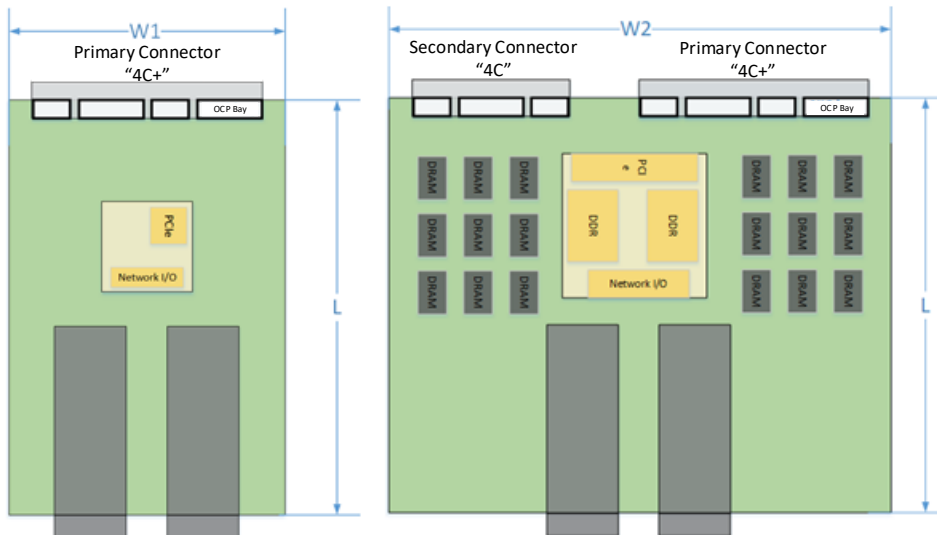 W1
Primary Connector
“4C+”
OCP Bay
PCIe
Network I/O
L
W2
Secondary Connector
“4C”
Primary Connector
“4C+”
OCP Bay
DRAM
DRAM
DRAM
DRAM
DRAM
DRAM
DRAM
DRAM
DRAM
PCI
e
DDR
DDR
Network I/O
DRAM
DRAM
DRAM
DRAM
DRAM
DRAM
DRAM
DRAM
DRAM
L